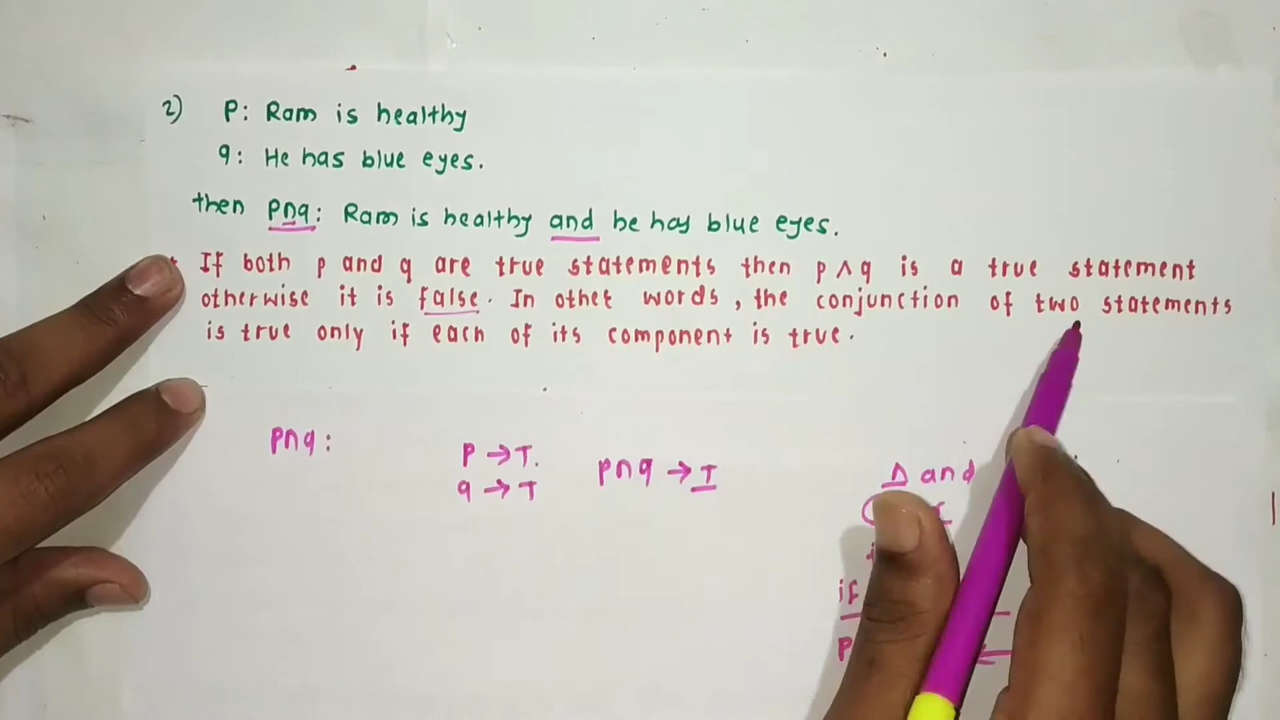 2) P: Ram is healthy
q: He has blue eyes.
then p∩q: Ram is healthy and he has blue eyes.
* If both p and q are true statements then p ∧ q is a true statement
otherwise it is false. In other words, the conjunction of two statements
is true only if each of its component is true.
p∩q:
P → T.
q → T
p∩q → T
∧ and
if
P